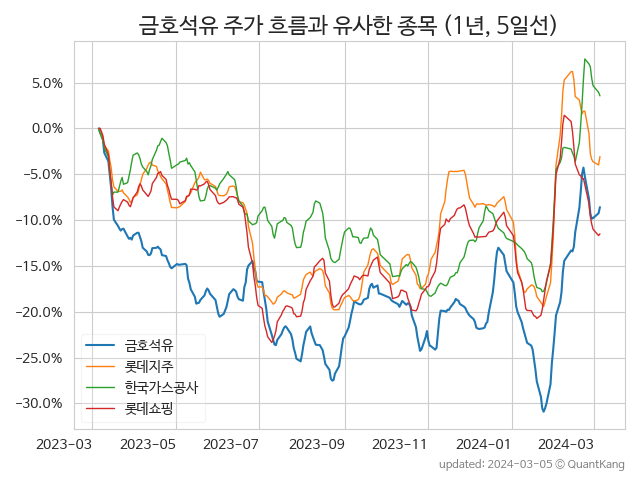 금호석유 주가 흐름과 유사한 종목 (1년, 5일선)
5.0%
0.0%
−5.0%
−10.0%
−15.0%
−20.0%
−25.0%
−30.0%
금호석유
롯데지주
한국가스공사
롯데쇼핑
2023-03 2023-05 2023-07 2023-09 2023-11 2024-01 2024-03
updated: 2024-03-05 ⓒ QuantKang